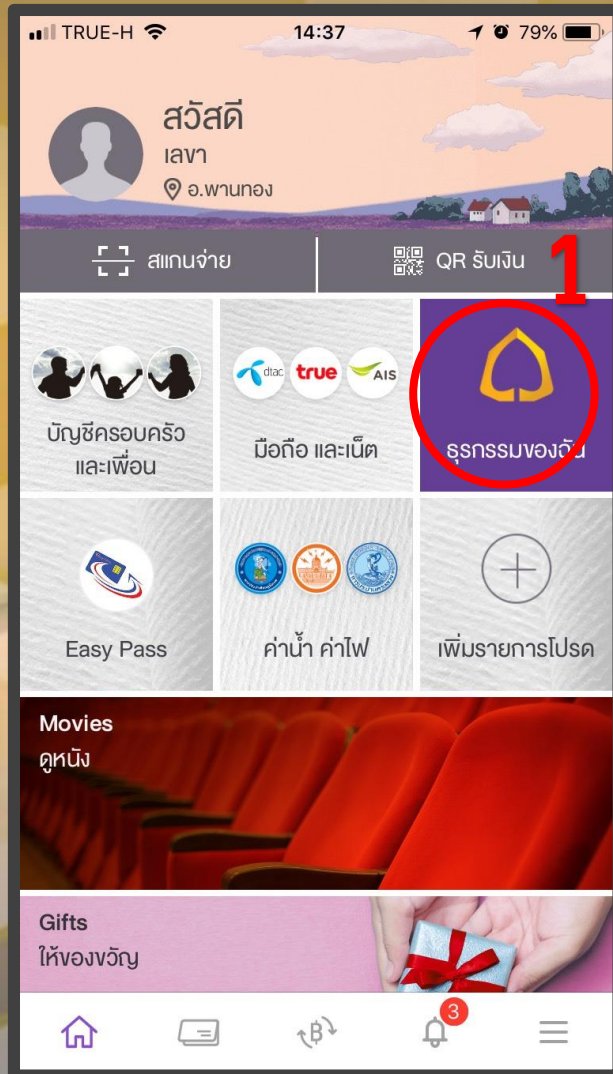 TRUE-H 14:37 79%
สวัสดี
เลขา
อ.พานทอง
สแกนจ่าย QR รับเงิน 1
dtac true AIS
บัญชีครอบครัว
และเพื่อน
มือถือ และเน็ต
ธุรกรรมของฉัน
Easy Pass
ค่าน้ำ ค่าไฟ
เพิ่มรายการโปรด
Movies
ดูหนัง
Gifts
ให้ของขวัญ
3